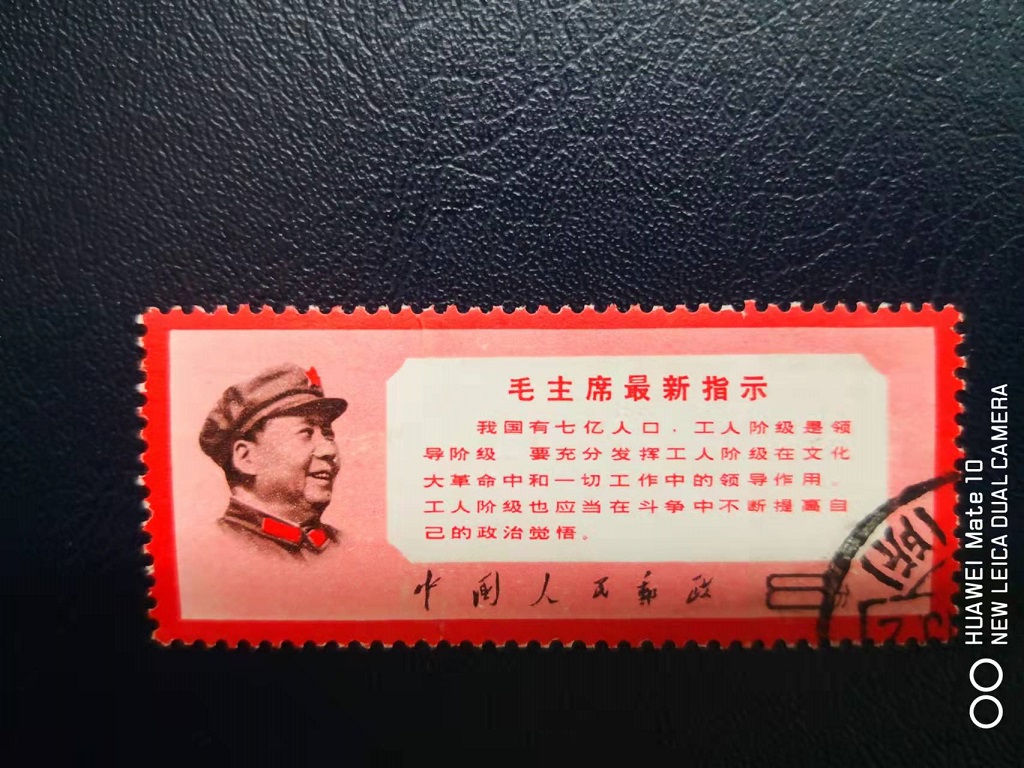 毛主席最新指示
我国有七亿人口，工人阶级是领
导阶级 要充分发挥工人阶级在文化
大革命中和一切工作中的领导作用。
工人阶级也应当在斗争中不断提高自
己的政治觉悟。
中国人民邮政
(所)
HUAWEI Mate 10
NEW LEICA DUAL CAMERA